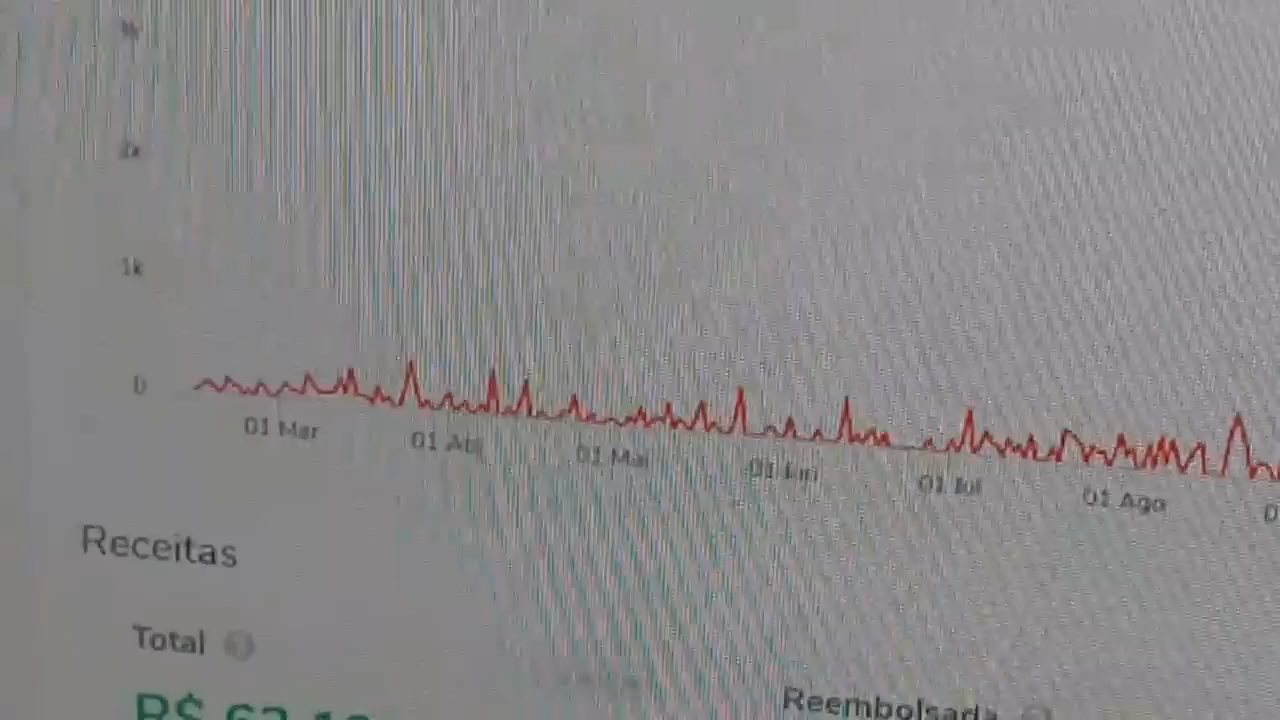 1k
0
01 Mar
01 Abr
01 Mai
01 Jun
01 Jul
01 Ago
Receitas
Total
Reembolsada
R$